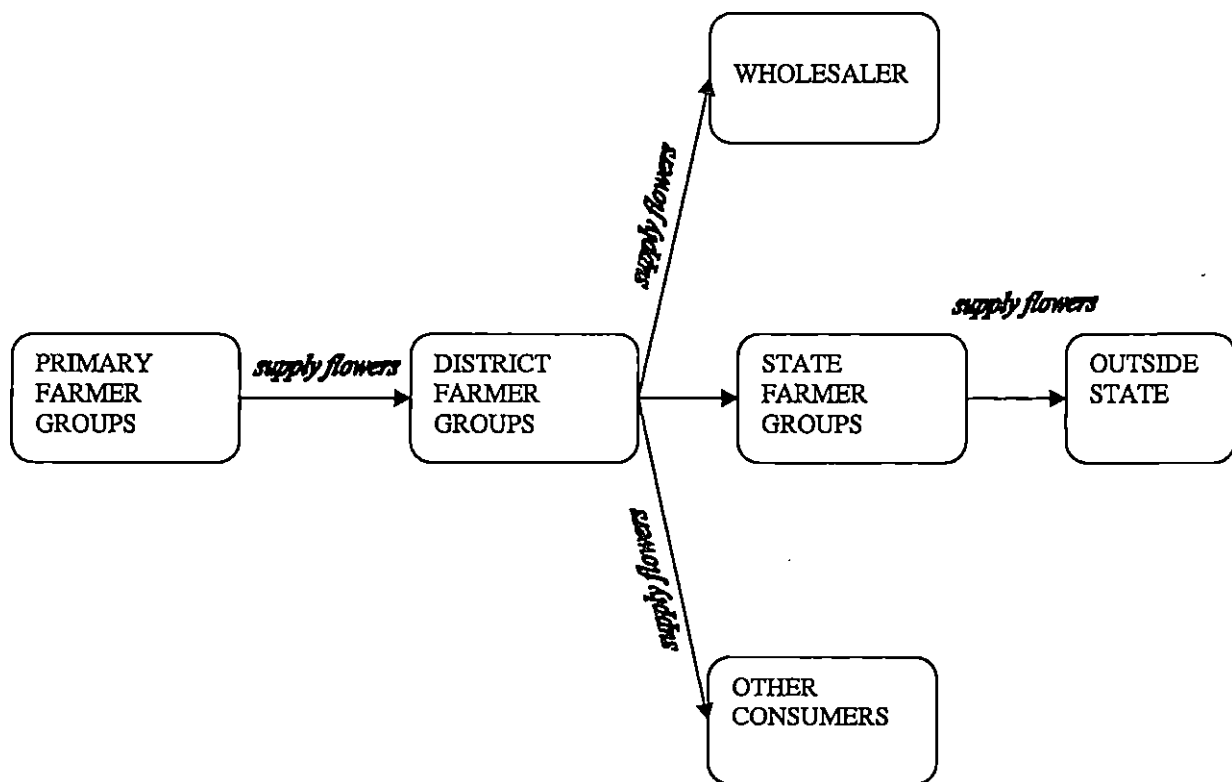 WHOLESALER
supply flowers
supply flowers
PRIMARY
FARMER
GROUPS
supply flowers
DISTRICT
FARMER
GROUPS
STATE
FARMER
GROUPS
OUTSIDE
STATE
supply flowers
OTHER
CONSUMERS